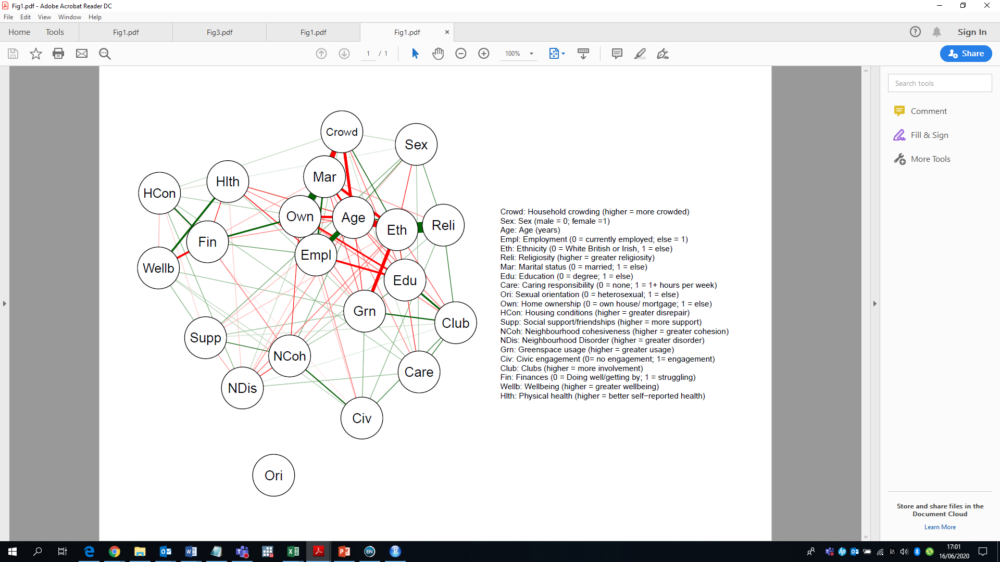 Fig1.pdf - Adobe Acrobat Reader DC
File Edit View Window Help
Home Tools Fig1.pdf Fig3.pdf Fig1.pdf Fig1.pdf Sign In
1 / 1 100% Share
Search tools
Comment
Fill & Sign
More Tools
Crowd
Sex
Mar
Hlth
HCon
Own
Age
Eth
Reli
Fin
Empl
Wellb
Edu
Grn
Club
Supp
NCoh
Care
NDis
Civ
Ori
Crowd: Household crowding (higher = more crowded)
Sex: Sex (male = 0; female =1)
Age: Age (years)
Empl: Employment (0 = currently employed; else = 1)
Eth: Ethnicity (0 = White British or Irish, 1 = else)
Reli: Religiosity (higher = greater religiosity)
Mar: Marital status (0 = married; 1 = else)
Edu: Education (0 = degree; 1 = else)
Care: Caring responsibility (0 = none; 1 = 1+ hours per week)
Ori: Sexual orientation (0 = heterosexual; 1 = else)
Own: Home ownership (0 = own house/ mortgage; 1 = else)
HCon: Housing conditions (higher = greater disrepair)
Supp: Social support/friendships (higher = more support)
NCoh: Neighbourhood cohesiveness (higher = greater cohesion)
NDis: Neighbourhood Disorder (higher = greater disorder)
Grn: Greenspace usage (higher = greater usage)
Civ: Civic engagement (0= no engagement; 1= engagement)
Club: Clubs (higher = more involvement)
Fin: Finances (0 = Doing well/getting by; 1 = struggling)
Wellb: Wellbeing (higher = greater wellbeing)
Hlth: Physical health (higher = better self−reported health)
Store and share files in the
Document Cloud
Learn More
EN
17:01
16/06/2020